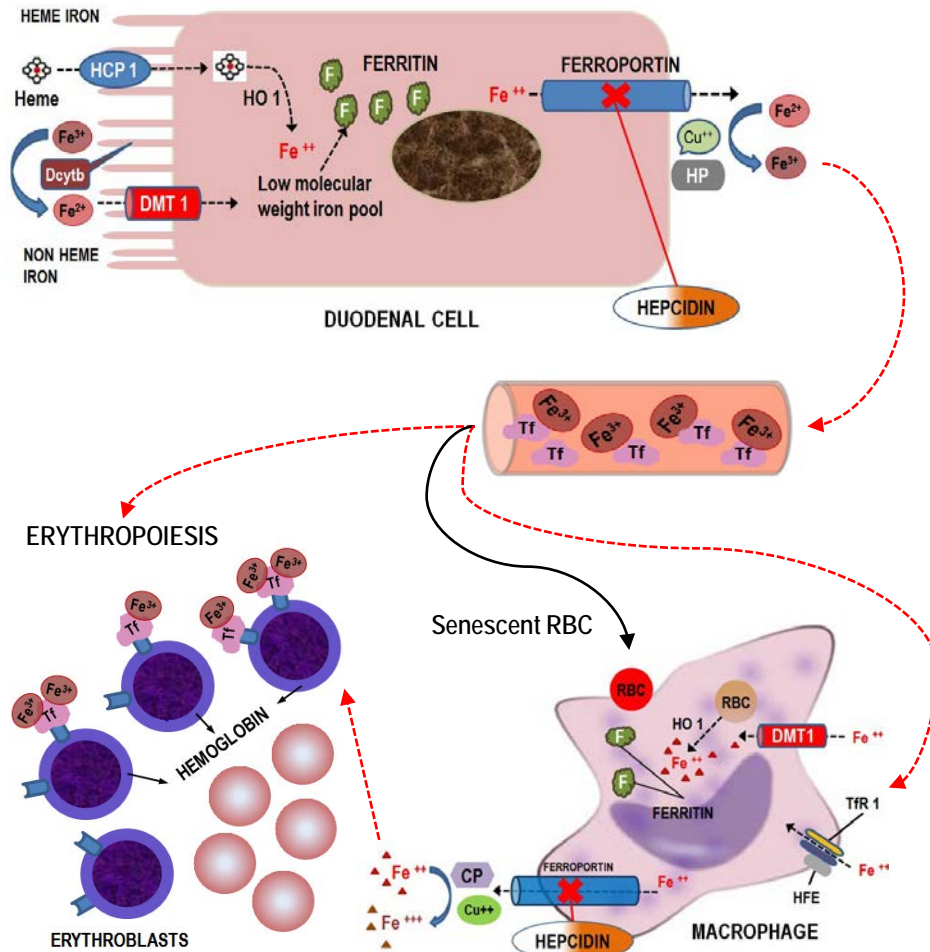 HEME IRON
HCP 1
Heme
HO 1
FERRITIN
F
F
F
F
Fe ++
Low molecular
weight iron pool
Fe3+
Dcytb
Fe2+
DMT 1
NON HEME
IRON
DUODENAL CELL
Fe ++
FERROPORTIN
Cu++
HP
Fe2+
Fe3+
HEPCIDIN
Fe3+
Fe3+
Fe3+
Fe3+
Tf
Tf
Tf
Tf
Tf
ERYTHROPOIESIS
Fe3+
Fe3+
Tf
Fe3+
Tf
Fe3+
Tf
Fe3+
Fe3+
Tf
HEMOGLOBIN
ERYTHROBLASTS
Senescent RBC
RBC
RBC
HO 1
F
F
Fe ++
DMT1
Fe ++
FERRITIN
TfR 1
Fe ++
HFE
MACROPHAGE
FERROPORTIN
Fe ++
CP
Cu++
Fe ++
Fe +++
HEPCIDIN